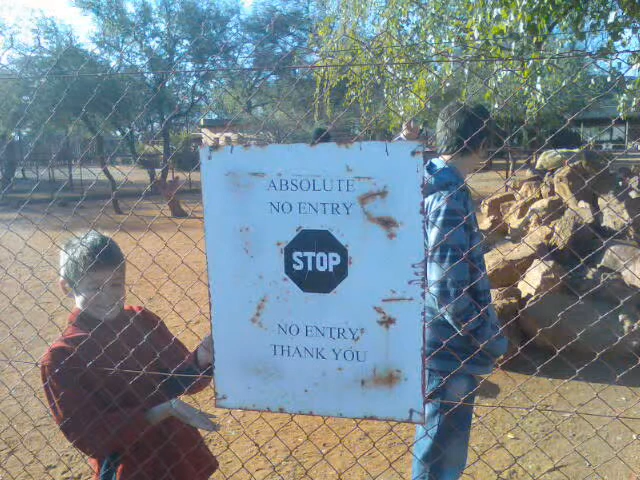 ABSOLUTE
NO ENTRY
STOP
NO ENTRY
THANK YOU